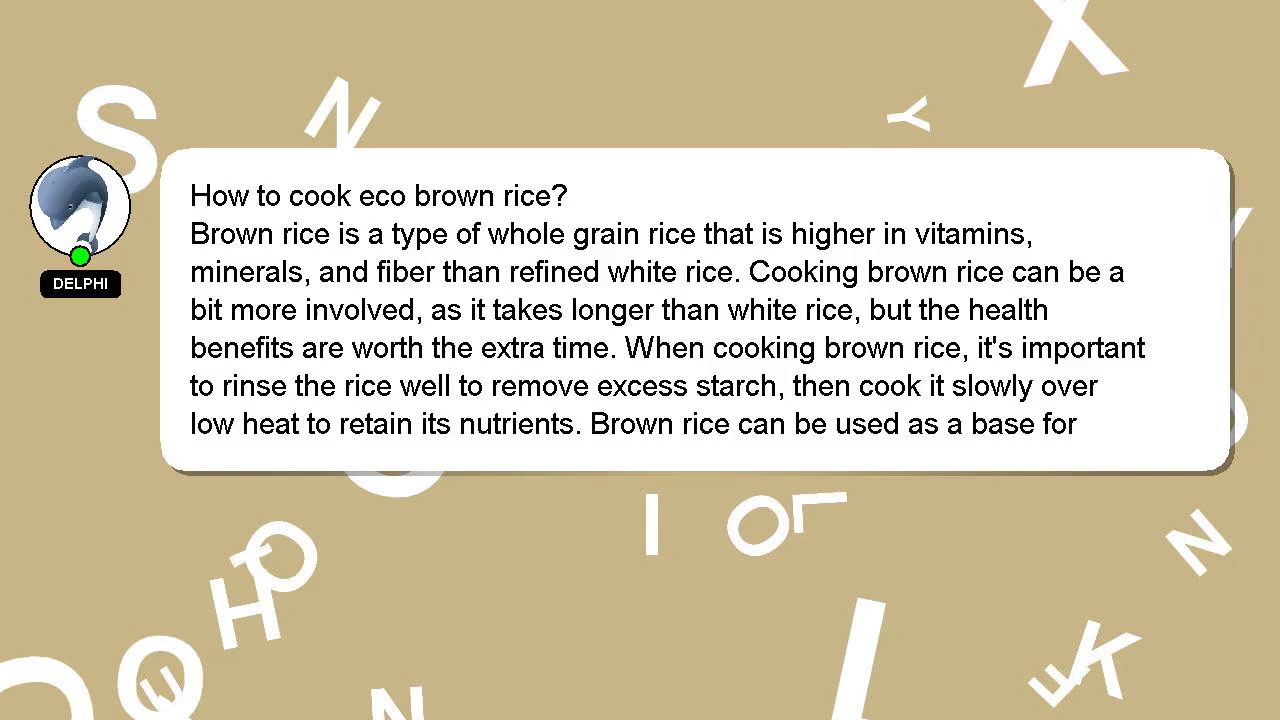 S
N
Y
X
DELPHI
How to cook eco brown rice?
Brown rice is a type of whole grain rice that is higher in vitamins,
minerals, and fiber than refined white rice. Cooking brown rice can be a
bit more involved, as it takes longer than white rice, but the health
benefits are worth the extra time. When cooking brown rice, it's important
to rinse the rice well to remove excess starch, then cook it slowly over
low heat to retain its nutrients. Brown rice can be used as a base for
I
O
L
N
O
T
H
Q
N
K